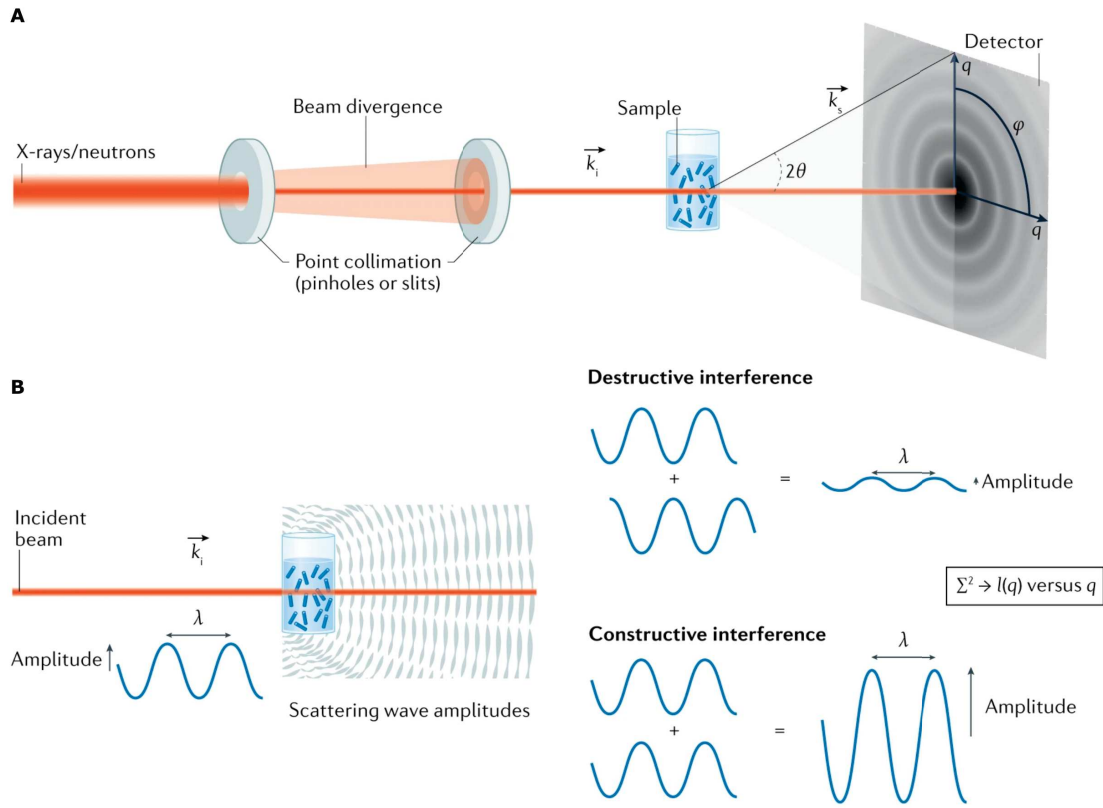 A
Detector
q
Beam divergence
k⃗s
φ
X-rays/neutrons
k⃗i
Sample
2θ
q
Point collimation
(pinholes or slits)
B
Destructive interference
λ
+
=
Amplitude
Incident
beam
k⃗i
Σ² → l(q) versus q
λ
Amplitude
Scattering wave amplitudes
Constructive interference
λ
+
=
Amplitude